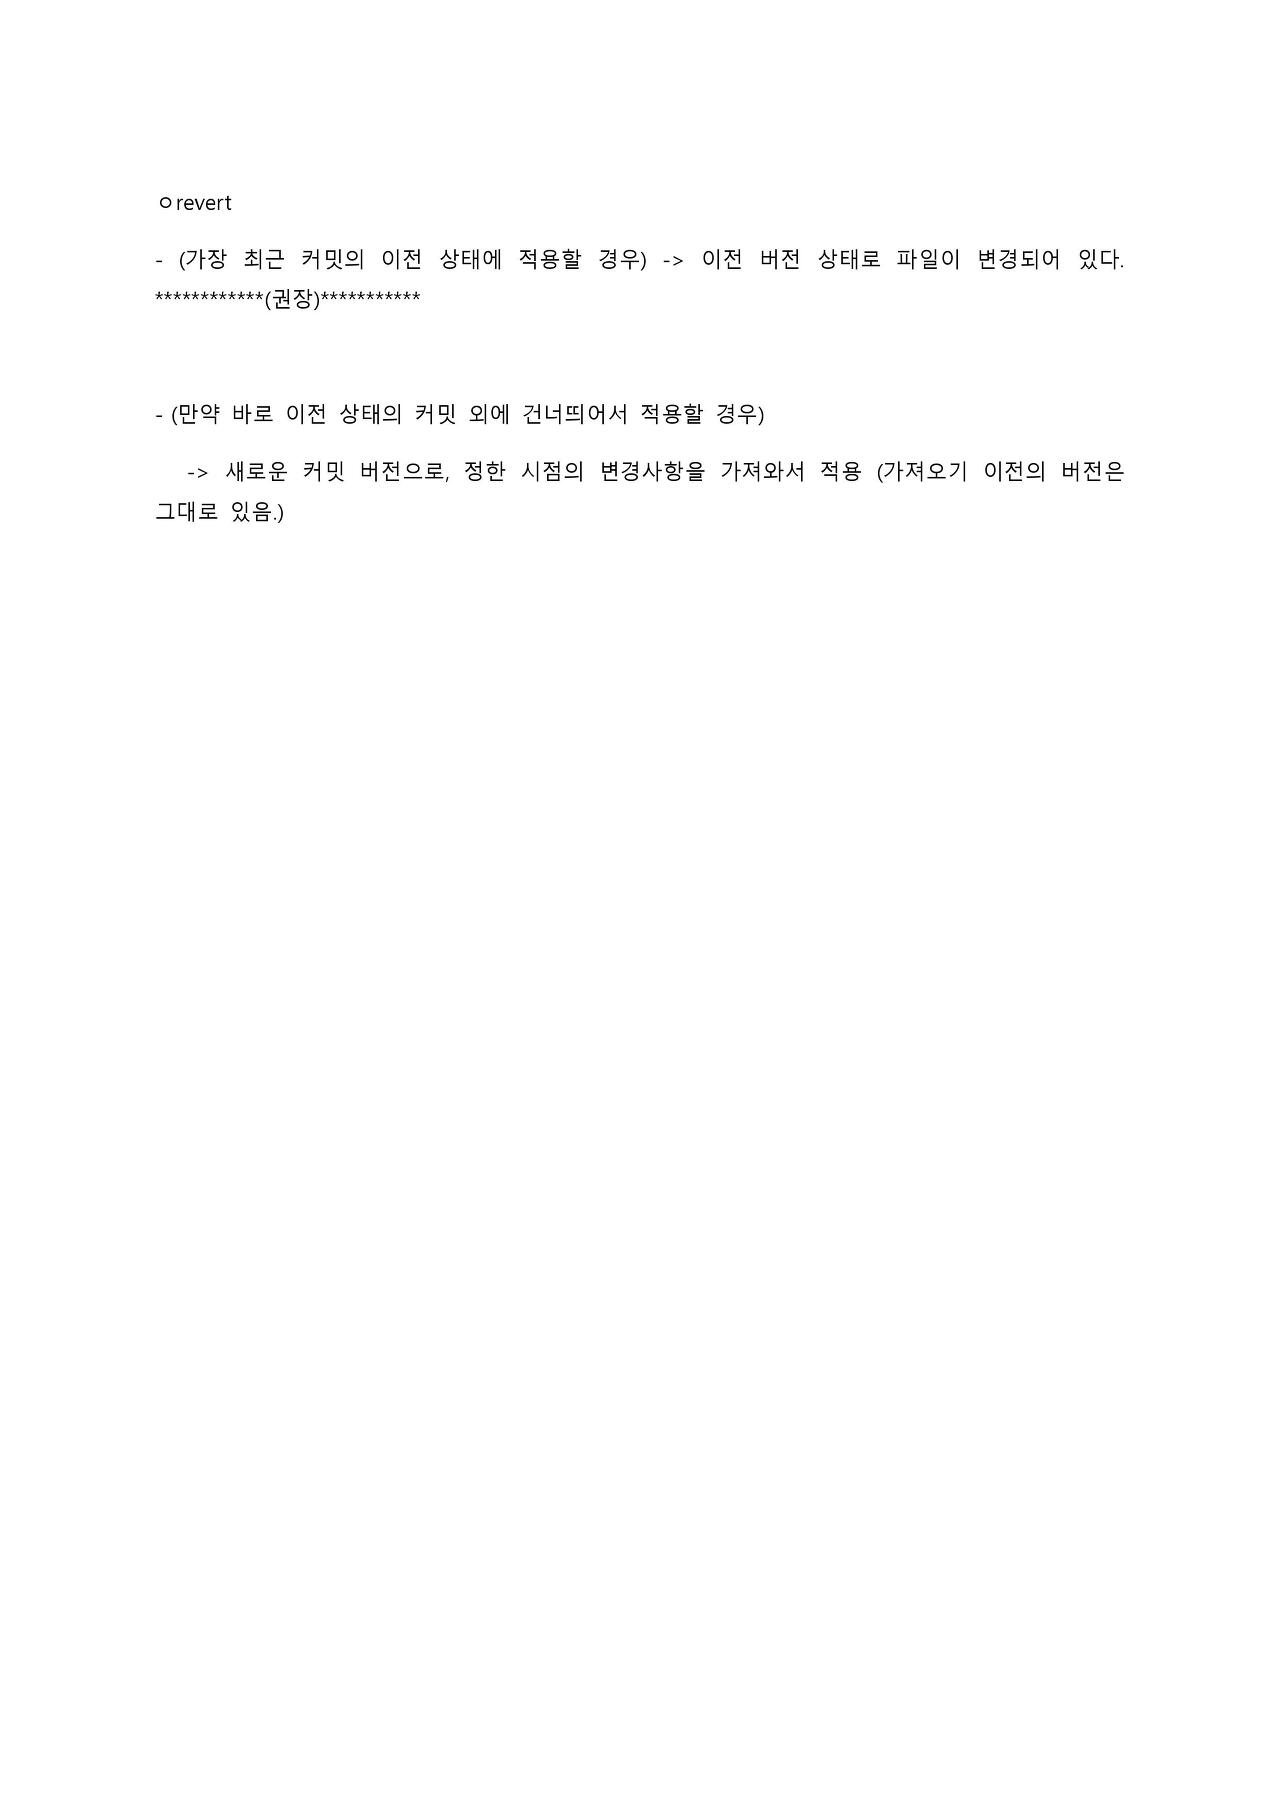 ㅇrevert
- (가장 최근 커밋의 이전 상태에 적용할 경우) -> 이전 버전 상태로 파일이 변경되어 있다.
************(권장)***********
- (만약 바로 이전 상태의 커밋 외에 건너띄어서 적용할 경우)
-> 새로운 커밋 버전으로, 정한 시점의 변경사항을 가져와서 적용 (가져오기 이전의 버전은
그대로 있음.)